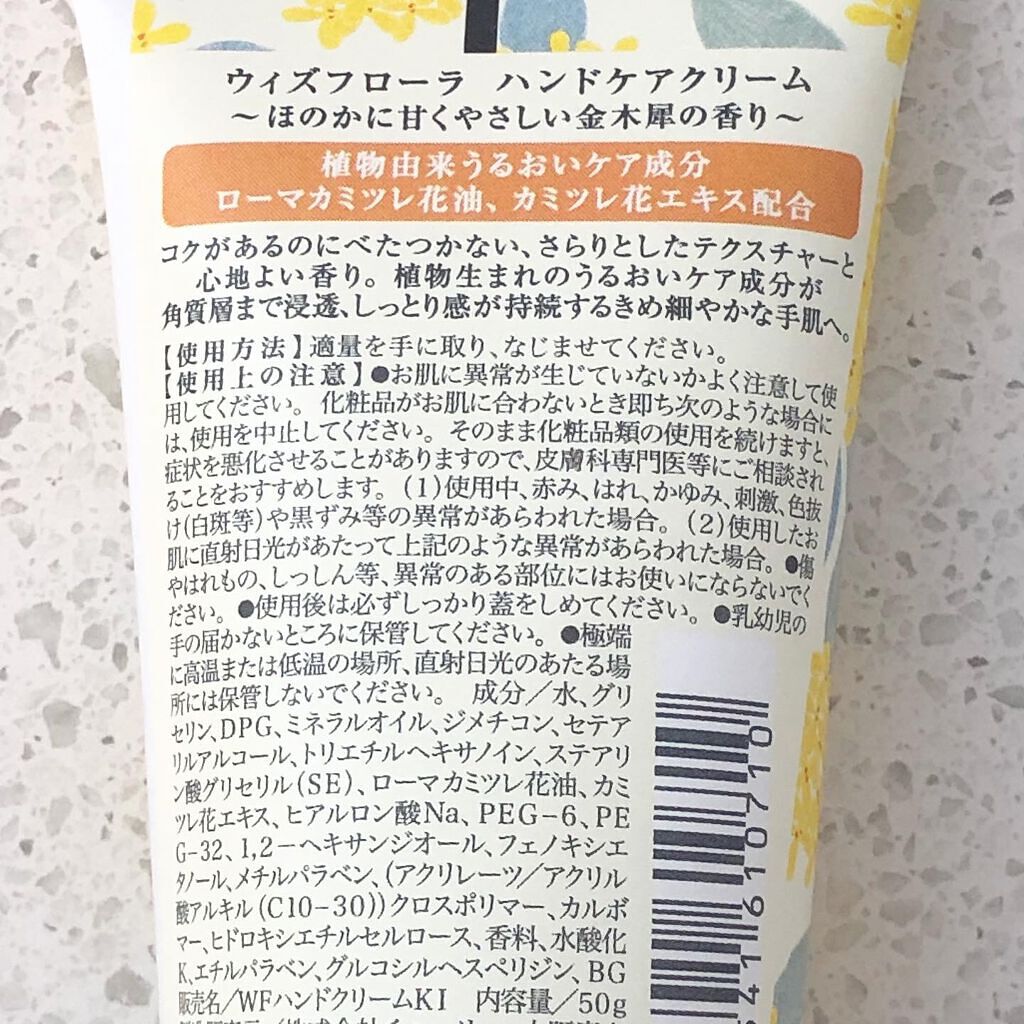 ウィズフローラ ハンドケアクリーム
～ほのかに甘くやさしい金木犀の香り～
植物由来うるおいケア成分
ローマカミツレ花油、カミツレ花エキス配合
コクがあるのにべたつかない、さらりとしたテクスチャーと
心地よい香り。植物生まれのうるおいケア成分が
角質層まで浸透、しっとり感が持続するきめ細やかな手肌へ。
【使用方法】適量を手に取り、なじませてください。
【使用上の注意】●お肌に異常が生じていないかよく注意して使
用してください。化粧品がお肌に合わないとき即ち次のような場合に
は、使用を中止してください。そのまま化粧品類の使用を続けますと、
症状を悪化させることがありますので、皮膚科専門医等にご相談され
ることをおすすめします。(1)使用中、赤み、はれ、かゆみ、刺激、色抜
け(白斑等)や黒ずみ等の異常があらわれた場合。(2)使用したお
肌に直射日光があたって上記のような異常があらわれた場合。●傷
やはれもの、しっしん等、異常のある部位にはお使いにならないでく
ださい。●使用後は必ずしっかり蓋をしめてください。●乳幼児の
手の届かないところに保管してください。●極端
に高温または低温の場所、直射日光のあたる場
所には保管しないでください。 成分／水、グリ
セリン、DPG、ミネラルオイル、ジメチコン、セテア
リルアルコール、トリエチルヘキサノイン、ステアリ
ン酸グリセリル(SE)、ローマカミツレ花油、カミ
ツレ花エキス、ヒアルロン酸Na、PEG-6、PE
G-32、1,2－ヘキサンジオール、フェノキシエ
タノール、メチルパラベン、(アクリレーツ／アクリル
酸アルキル(C10-30))クロスポリマー、カルボ
マー、ヒドロキシエチルセルロース、香料、水酸化
K、エチルパラベン、グルコシルヘスペリジン、BG
販売名／WFハンドクリームKI 内容量／50g
4161010710